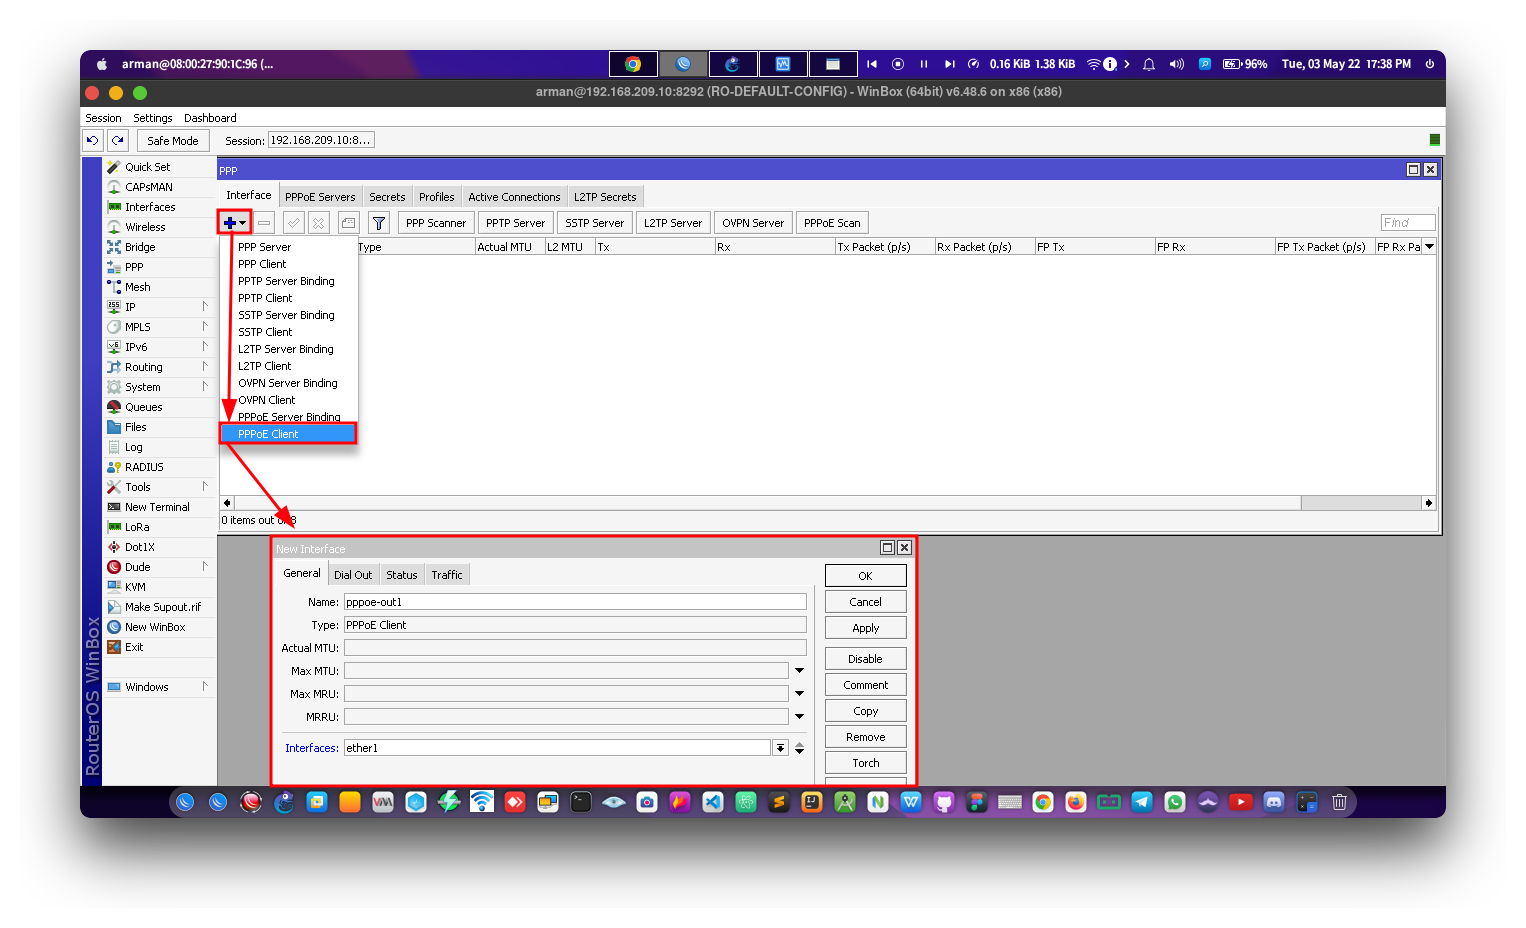 arman@08:00:27:90:1C:96 (...
0.16 KiB 1.38 KiB
96%
Tue, 03 May 22 17:38 PM
arman@192.168.209.10:8292 (RO-DEFAULT-CONFIG) - WinBox (64bit) v6.48.6 on x86 (x86)
Session Settings Dashboard
Safe Mode Session: 192.168.209.10:8...
RouterOS WinBox
Quick Set
CAPsMAN
Interfaces
Wireless
Bridge
PPP
Mesh
IP
MPLS
IPv6
Routing
System
Queues
Files
Log
RADIUS
Tools
New Terminal
LoRa
Dot1X
Dude
KVM
Make Supout.rif
New WinBox
Exit
Windows
PPP
Interface PPPoE Servers Secrets Profiles Active Connections L2TP Secrets
PPP Scanner PPTP Server SSTP Server L2TP Server OVPN Server PPPoE Scan Find
Type Actual MTU L2 MTU Tx Rx Tx Packet (p/s) Rx Packet (p/s) FP Tx FP Rx FP Tx Packet (p/s) FP Rx Pa
PPP Server
PPP Client
PPTP Server Binding
PPTP Client
SSTP Server Binding
SSTP Client
L2TP Server Binding
L2TP Client
OVPN Server Binding
OVPN Client
PPPoE Server Binding
PPPoE Client
0 items out of 8
New Interface
General Dial Out Status Traffic
Name: pppoe-out1
Type: PPPoE Client
Actual MTU:
Max MTU:
Max MRU:
MRRU:
Interfaces: ether1
OK
Cancel
Apply
Disable
Comment
Copy
Remove
Torch